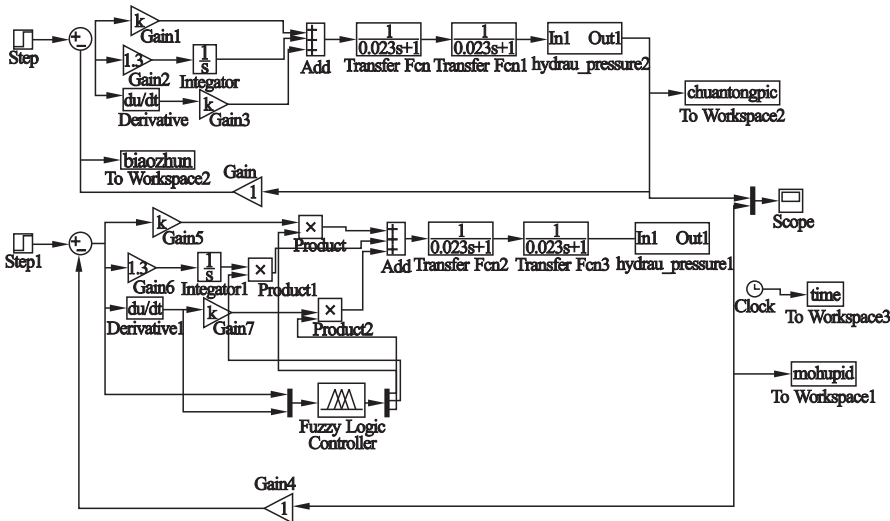 Step
+
−
k
Gain1
1.3
Gain2
1
s
Integator
du/dt
Derivative
k
Gain3
+
+
+
Add
1
0.023s+1
Transfer Fcn
1
0.023s+1
Transfer Fcn1
In1 Out1
hydrau_pressure2
chuantongpic
To Workspace2
biaozhun
To Workspace2
Gain
1
Scope
Step1
+
−
k
Gain5
1.3
Gain6
1
s
Integator1
du/dt
Derivative1
k
Gain7
×
Product
×
Product1
×
Product2
+
+
+
Add
1
0.023s+1
Transfer Fcn2
1
0.023s+1
Transfer Fcn3
In1 Out1
hydrau_pressure1
Clock
time
To Workspace3
mohupid
To Workspace1
Fuzzy Logic
Controller
Gain4
1